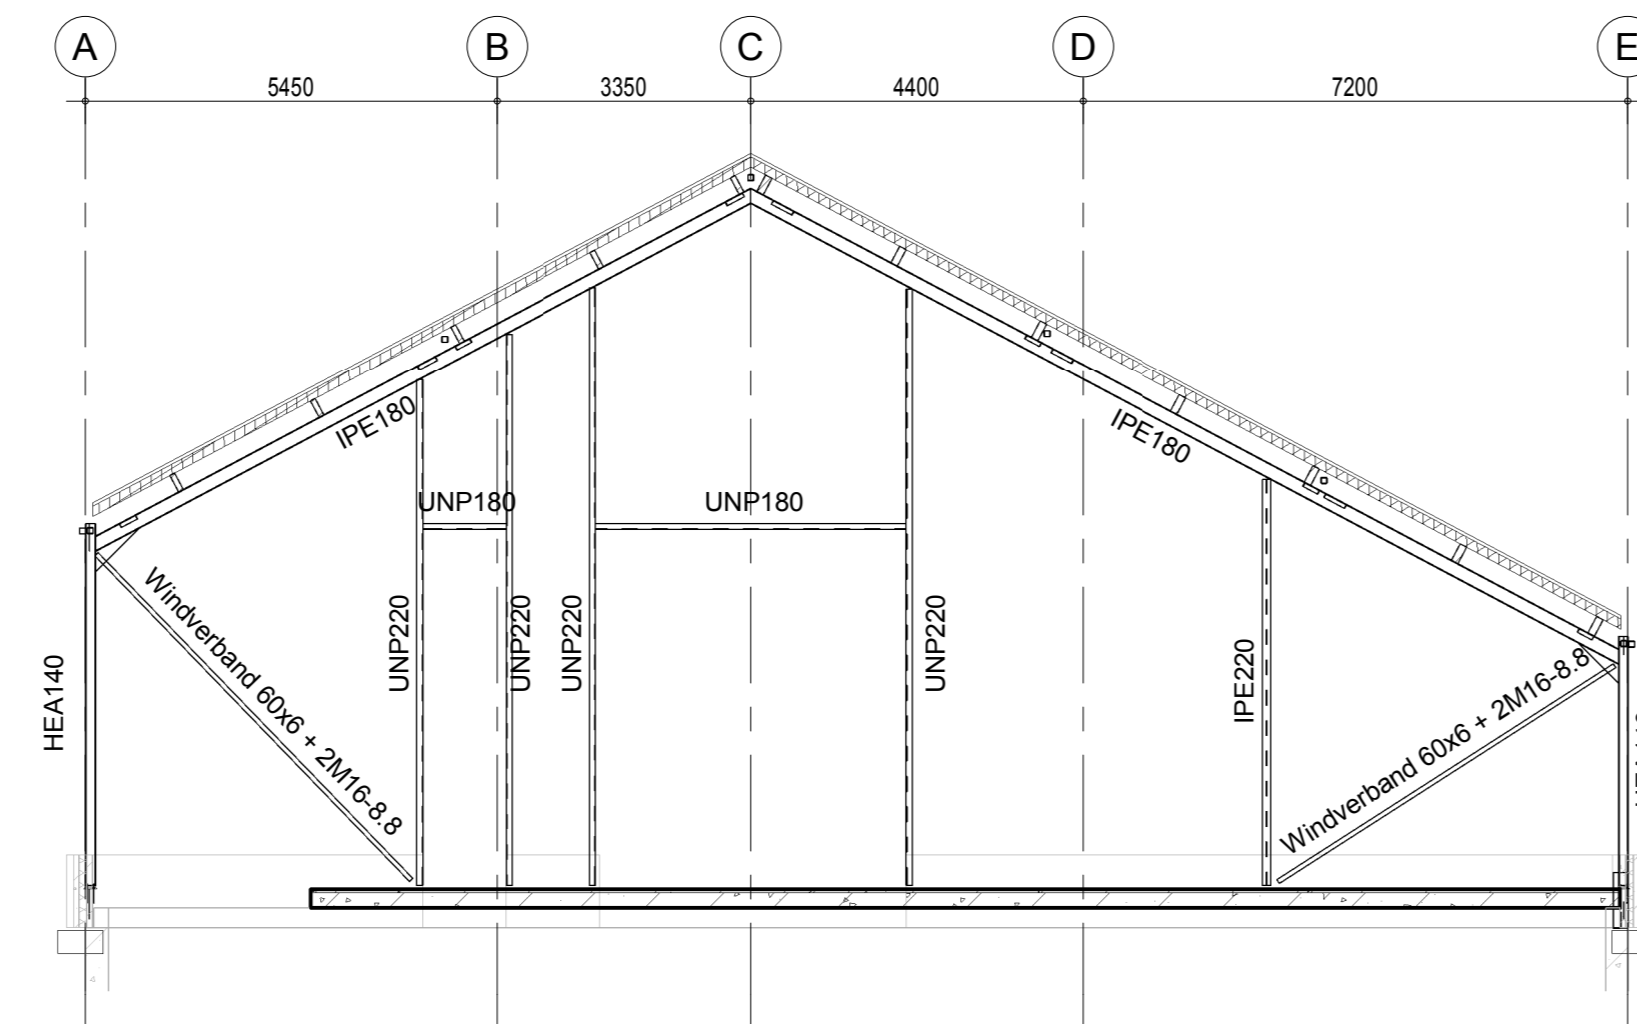 A
B
C
D
E
5450
3350
4400
7200
IPE180
IPE180
UNP180
UNP180
Windverband 60x6 + 2M16-8.8
UNP220
UNP220
UNP220
UNP220
IPE220
HEA140
Windverband 60x6 + 2M16-8.8